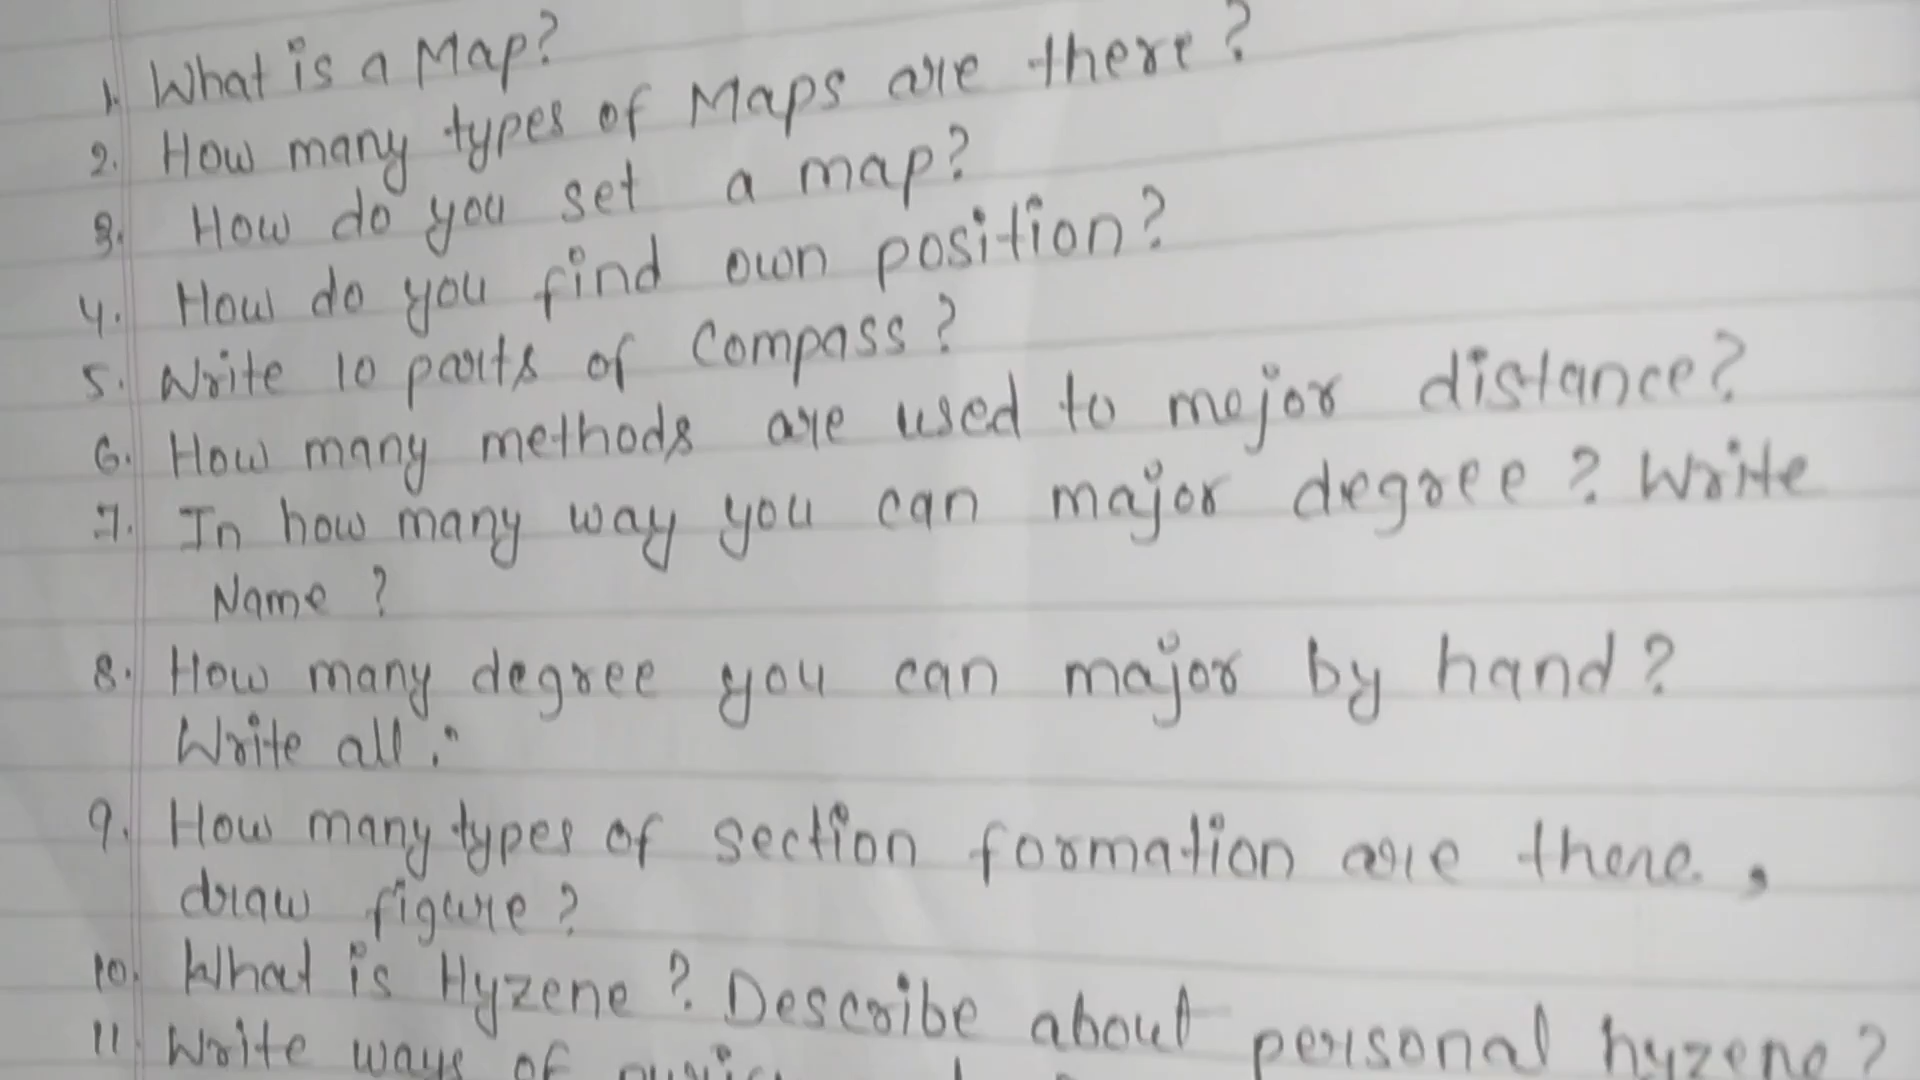 1. What is a Map?
2. How many types of Maps are there?
3. How do you set a map?
4. How do you find own position?
5. Write 10 parts of Compass?
6. How many methods are used to mojor distance?
7. In how many way you can major degree? Write
Name ?
8. How many degree you can major by hand?
Write all :
9. How many types of section formation are there,
draw figure?
10. What is Hyzene? Describe about personal hyzene?
11. Write ways of